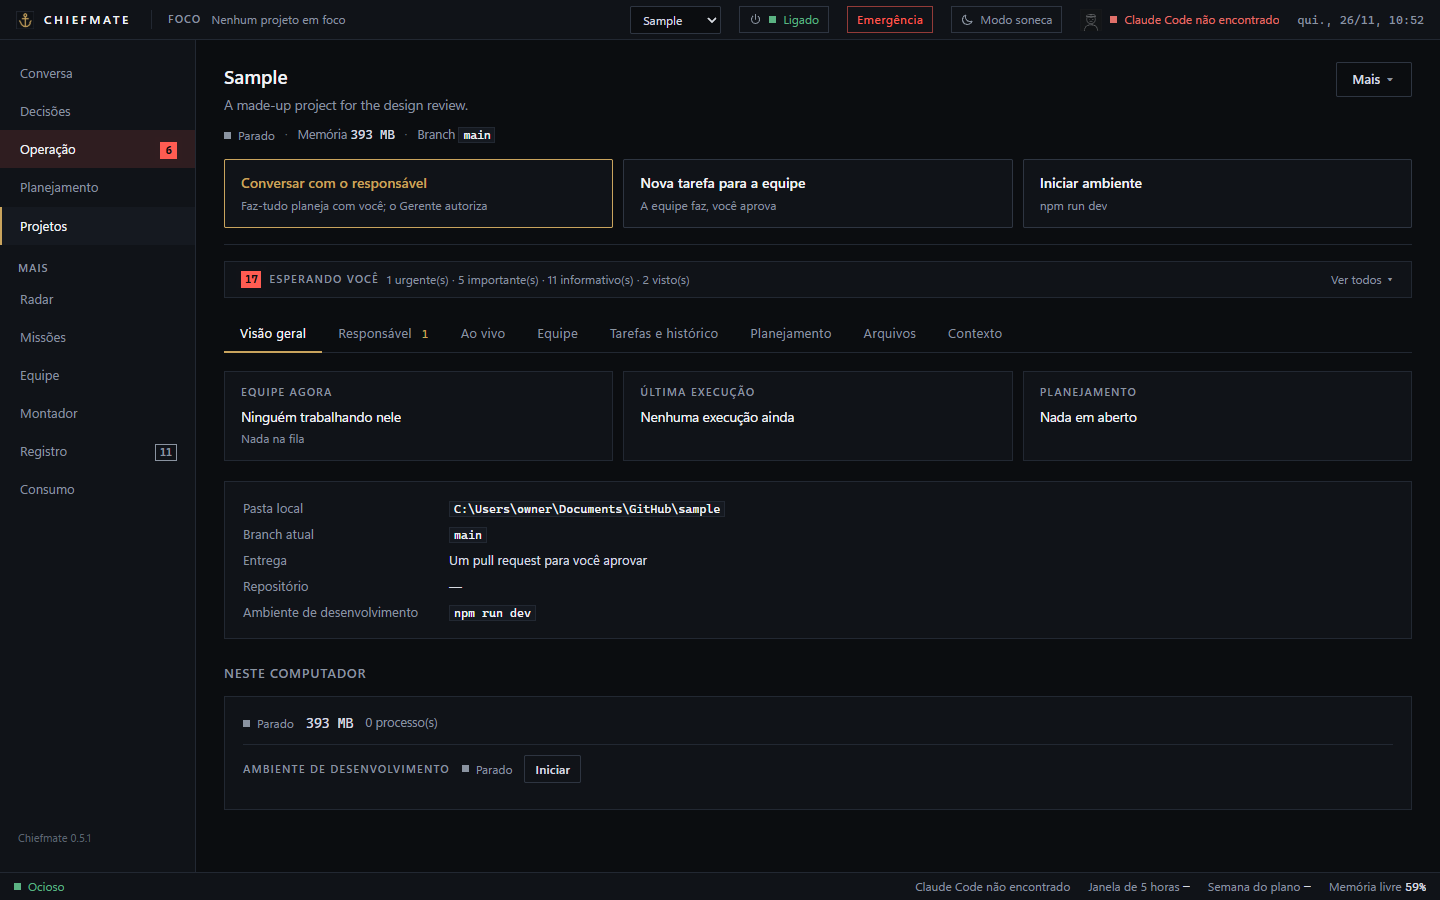 CHIEFMATE
FOCO Nenhum projeto em foco
Sample
Ligado
Emergência
Modo soneca
Claude Code não encontrado
qui., 26/11, 10:52
Conversa
Decisões
Operação 6
Planejamento
Projetos
MAIS
Radar
Missões
Equipe
Montador
Registro 11
Consumo
Chiefmate 0.5.1
Sample
Mais
A made-up project for the design review.
Parado · Memória 393 MB · Branch main
Conversar com o responsável
Faz-tudo planeja com você; o Gerente autoriza
Nova tarefa para a equipe
A equipe faz, você aprova
Iniciar ambiente
npm run dev
17 ESPERANDO VOCÊ 1 urgente(s) · 5 importante(s) · 11 informativo(s) · 2 visto(s)
Ver todos
Visão geral
Responsável 1
Ao vivo
Equipe
Tarefas e histórico
Planejamento
Arquivos
Contexto
EQUIPE AGORA
Ninguém trabalhando nele
Nada na fila
ÚLTIMA EXECUÇÃO
Nenhuma execução ainda
PLANEJAMENTO
Nada em aberto
Pasta local C:\Users\owner\Documents\GitHub\sample
Branch atual main
Entrega Um pull request para você aprovar
Repositório —
Ambiente de desenvolvimento npm run dev
NESTE COMPUTADOR
Parado 393 MB 0 processo(s)
AMBIENTE DE DESENVOLVIMENTO Parado Iniciar
Ocioso
Claude Code não encontrado
Janela de 5 horas —
Semana do plano —
Memória livre 59%